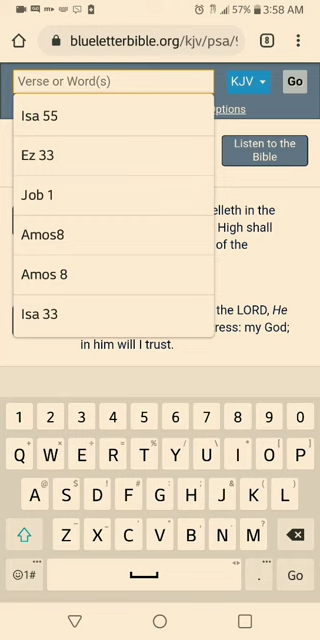 57% 3:58 AM
blueletterbible.org/kjv/psa/9
8
Verse or Word(s)
KJV
Go
Options
Isa 55
Ez 33
Job 1
Amos8
Amos 8
Isa 33
Listen to the
Bible
elleth in the
High shall
of the
the LORD, He
ress: my God;
in him will I trust.
1 2 3 4 5 6 7 8 9 0
Q W E R T Y U I O P
A S D F G H J K L
Z X C V B N M
☺1# . Go